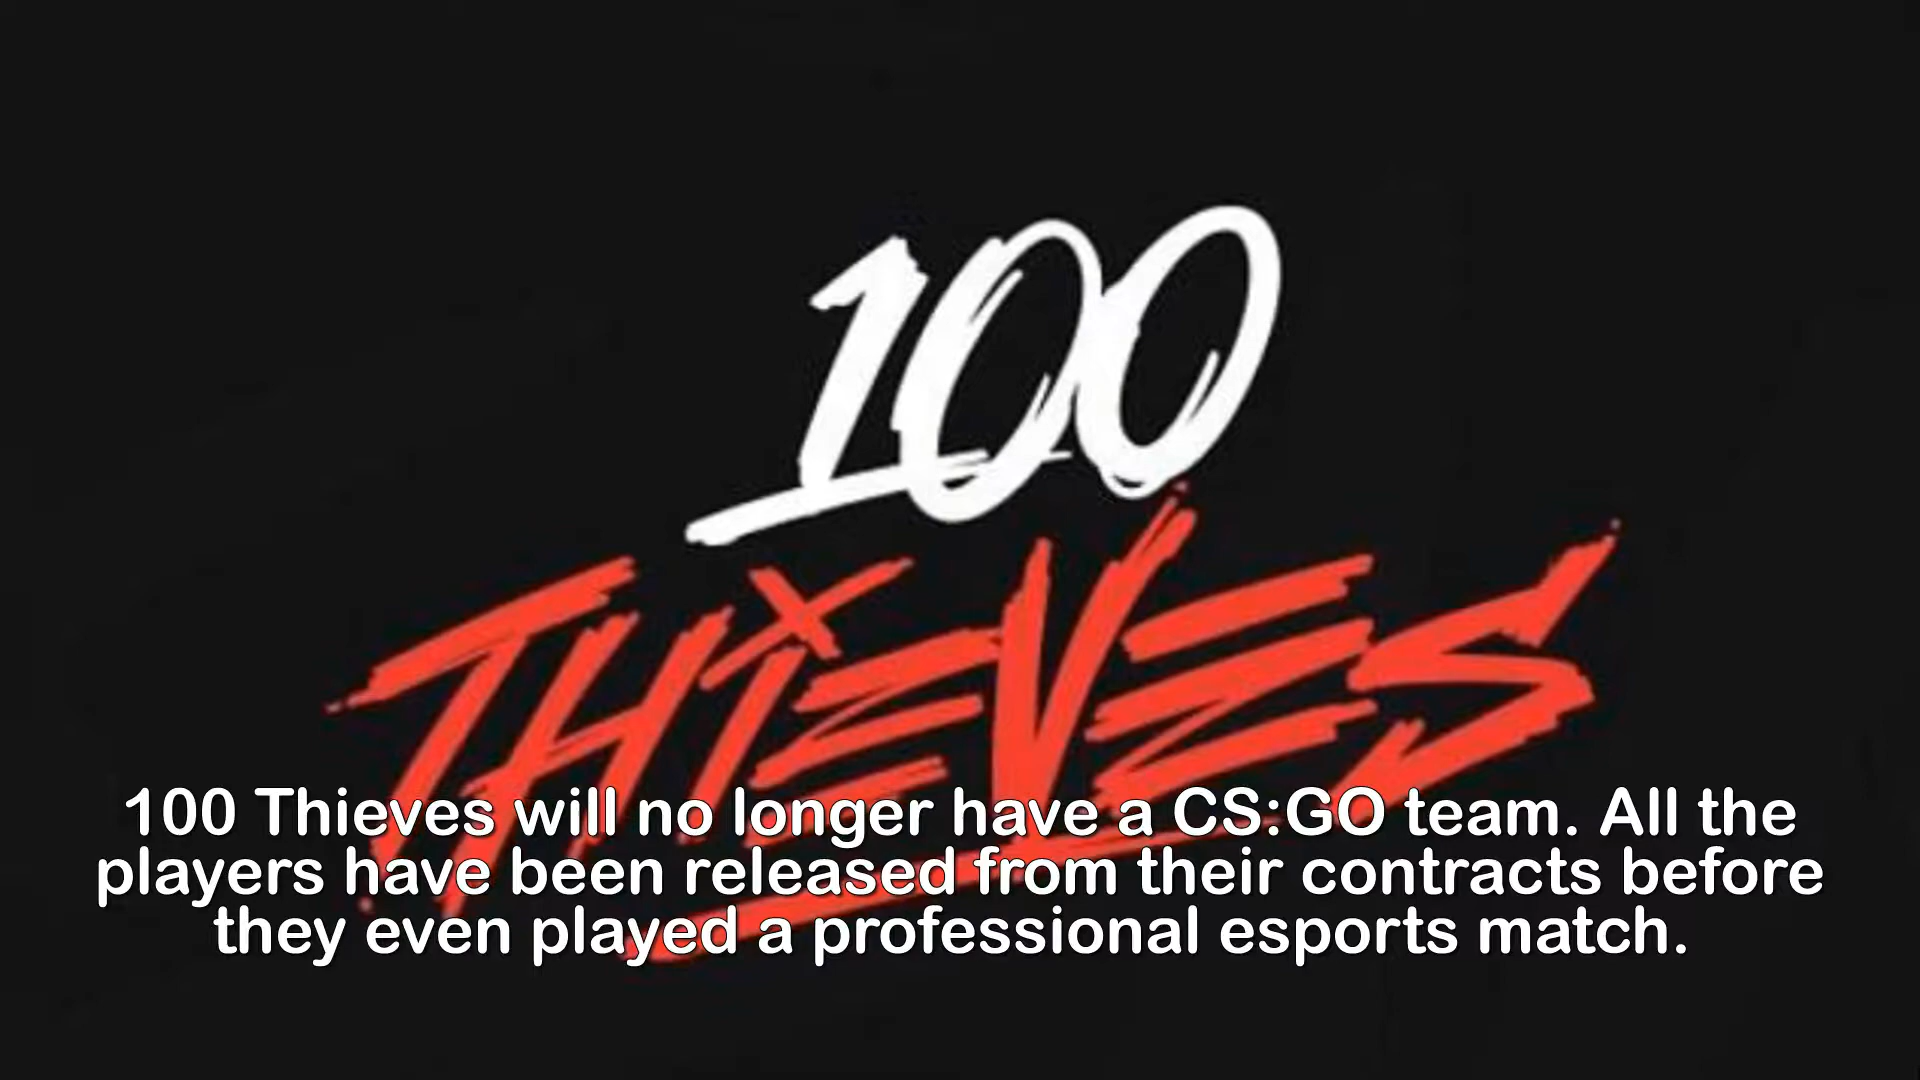 100
THIEVES
100 Thieves will no longer have a CS:GO team. All the
players have been released from their contracts before
they even played a professional esports match.